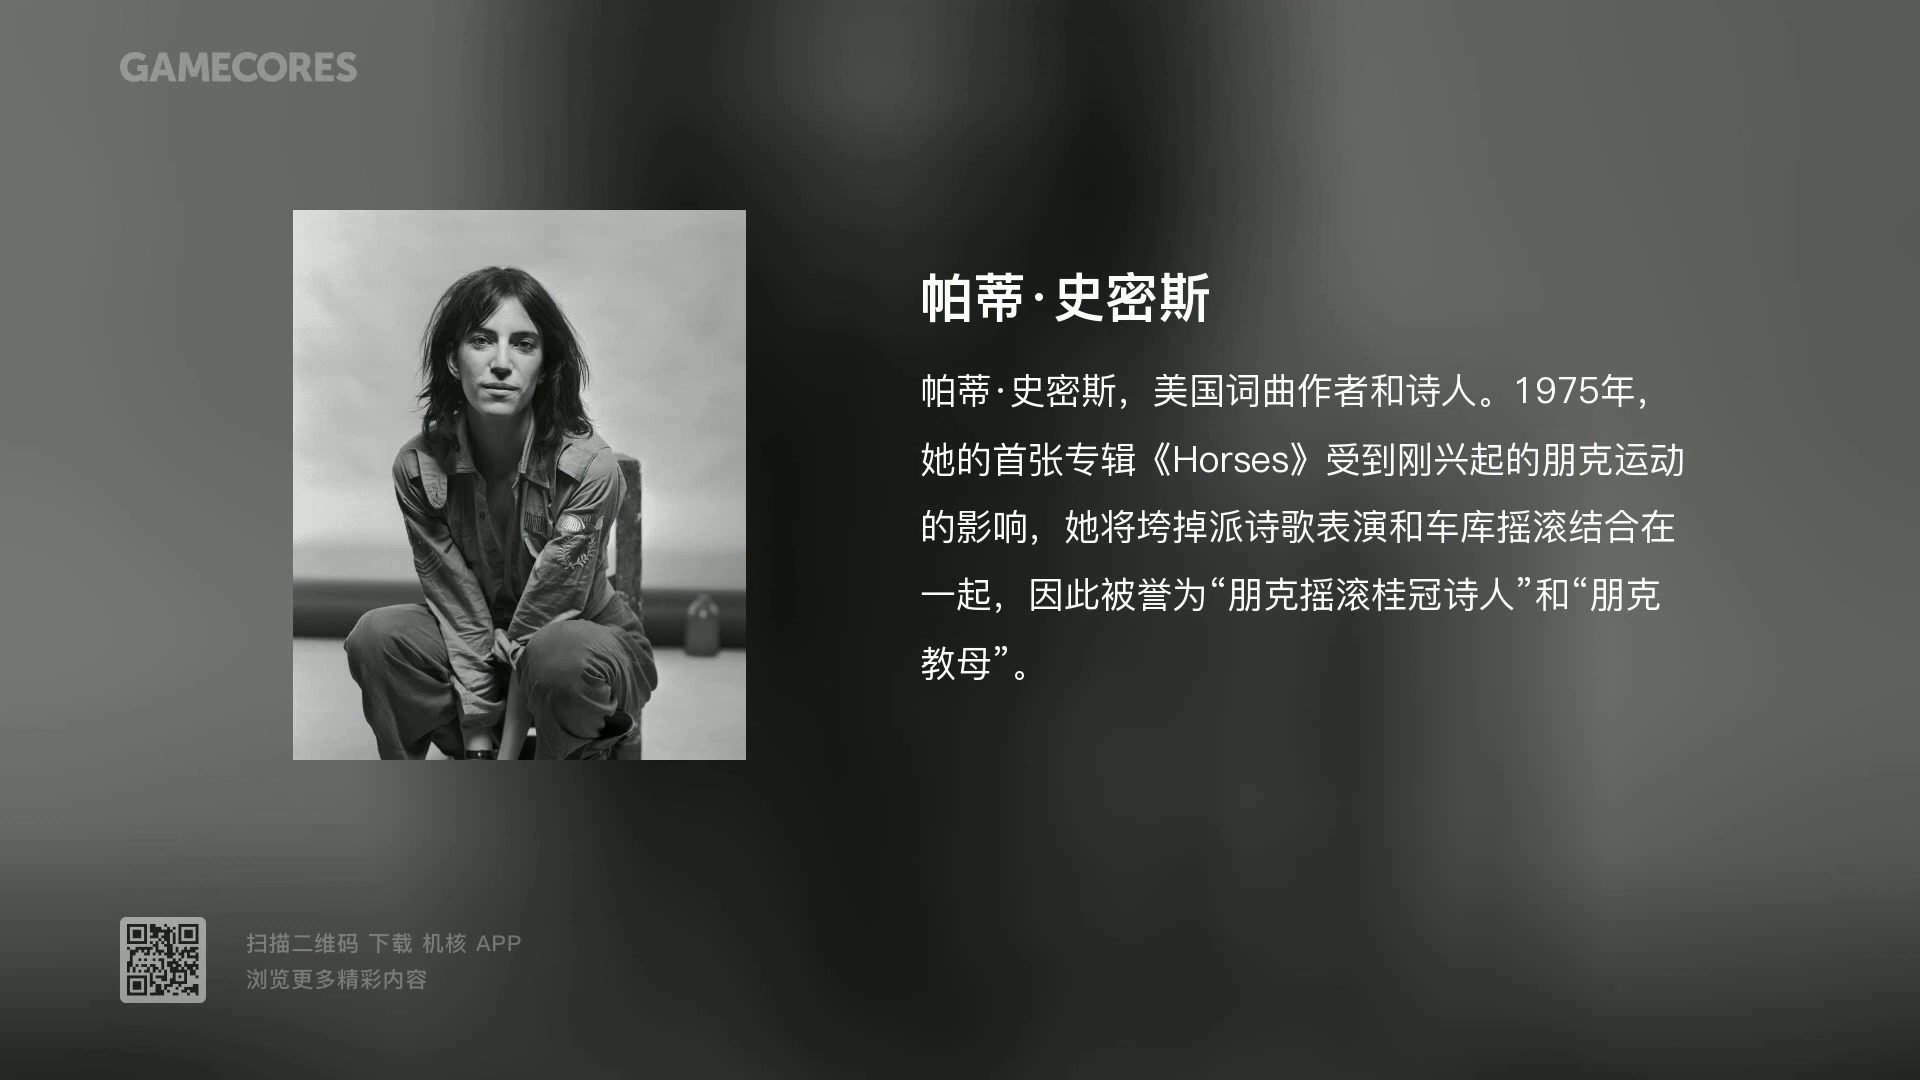 GAMECORES
帕蒂·史密斯
帕蒂·史密斯，美国词曲作者和诗人。1975年，
她的首张专辑《Horses》受到刚兴起的朋克运动
的影响，她将垮掉派诗歌表演和车库摇滚结合在
一起，因此被誉为“朋克摇滚桂冠诗人”和“朋克
教母”。
扫描二维码 下载 机核 APP
浏览更多精彩内容